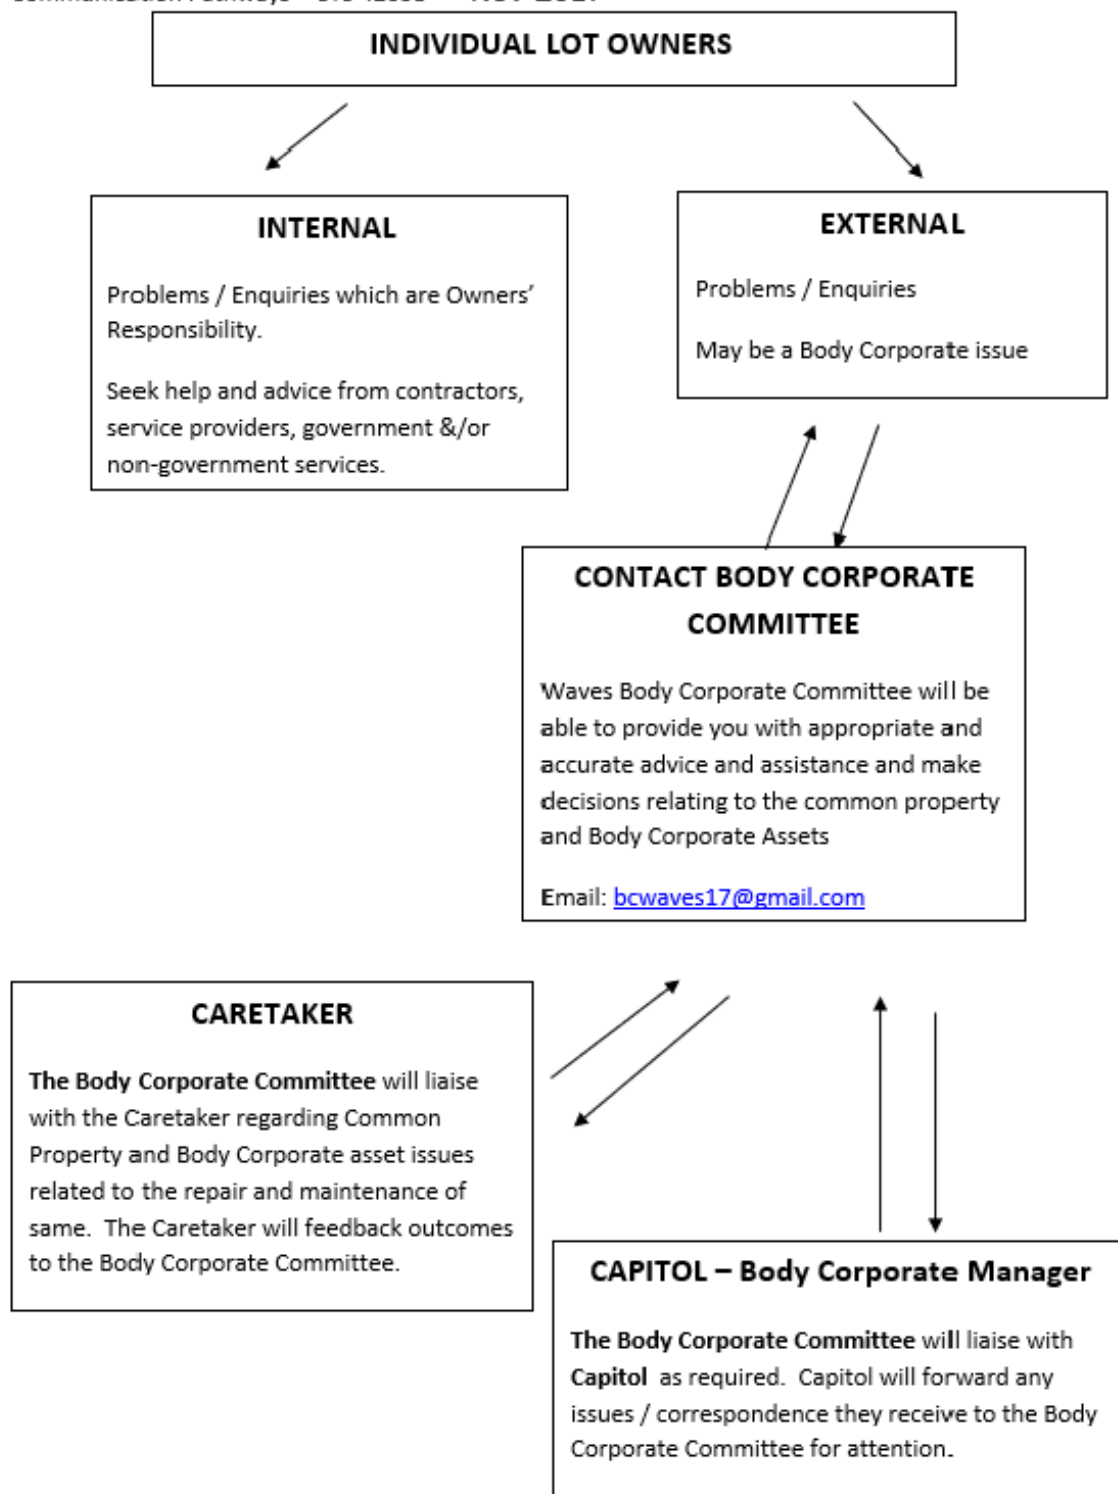 INDIVIDUAL LOT OWNERS
INTERNAL
Problems / Enquiries which are Owners'
Responsibility.
Seek help and advice from contractors,
service providers, government &/or
non-government services.
EXTERNAL
Problems / Enquiries
May be a Body Corporate issue
CONTACT BODY CORPORATE
COMMITTEE
Waves Body Corporate Committee will be
able to provide you with appropriate and
accurate advice and assistance and make
decisions relating to the common property
and Body Corporate Assets
Email: bcwaves17@gmail.com
CARETAKER
The Body Corporate Committee will liaise
with the Caretaker regarding Common
Property and Body Corporate asset issues
related to the repair and maintenance of
same.  The Caretaker will feedback outcomes
to the Body Corporate Committee.
CAPITOL – Body Corporate Manager
The Body Corporate Committee will liaise with
Capitol  as required.  Capitol will forward any
issues / correspondence they receive to the Body
Corporate Committee for attention.